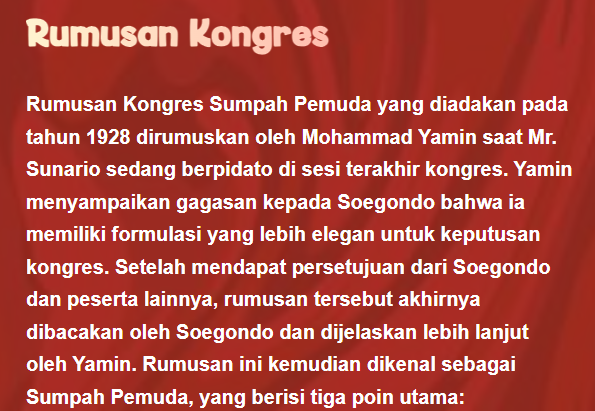 Rumusan Kongres
Rumusan Kongres Sumpah Pemuda yang diadakan pada
tahun 1928 dirumuskan oleh Mohammad Yamin saat Mr.
Sunario sedang berpidato di sesi terakhir kongres. Yamin
menyampaikan gagasan kepada Soegondo bahwa ia
memiliki formulasi yang lebih elegan untuk keputusan
kongres. Setelah mendapat persetujuan dari Soegondo
dan peserta lainnya, rumusan tersebut akhirnya
dibacakan oleh Soegondo dan dijelaskan lebih lanjut
oleh Yamin. Rumusan ini kemudian dikenal sebagai
Sumpah Pemuda, yang berisi tiga poin utama: